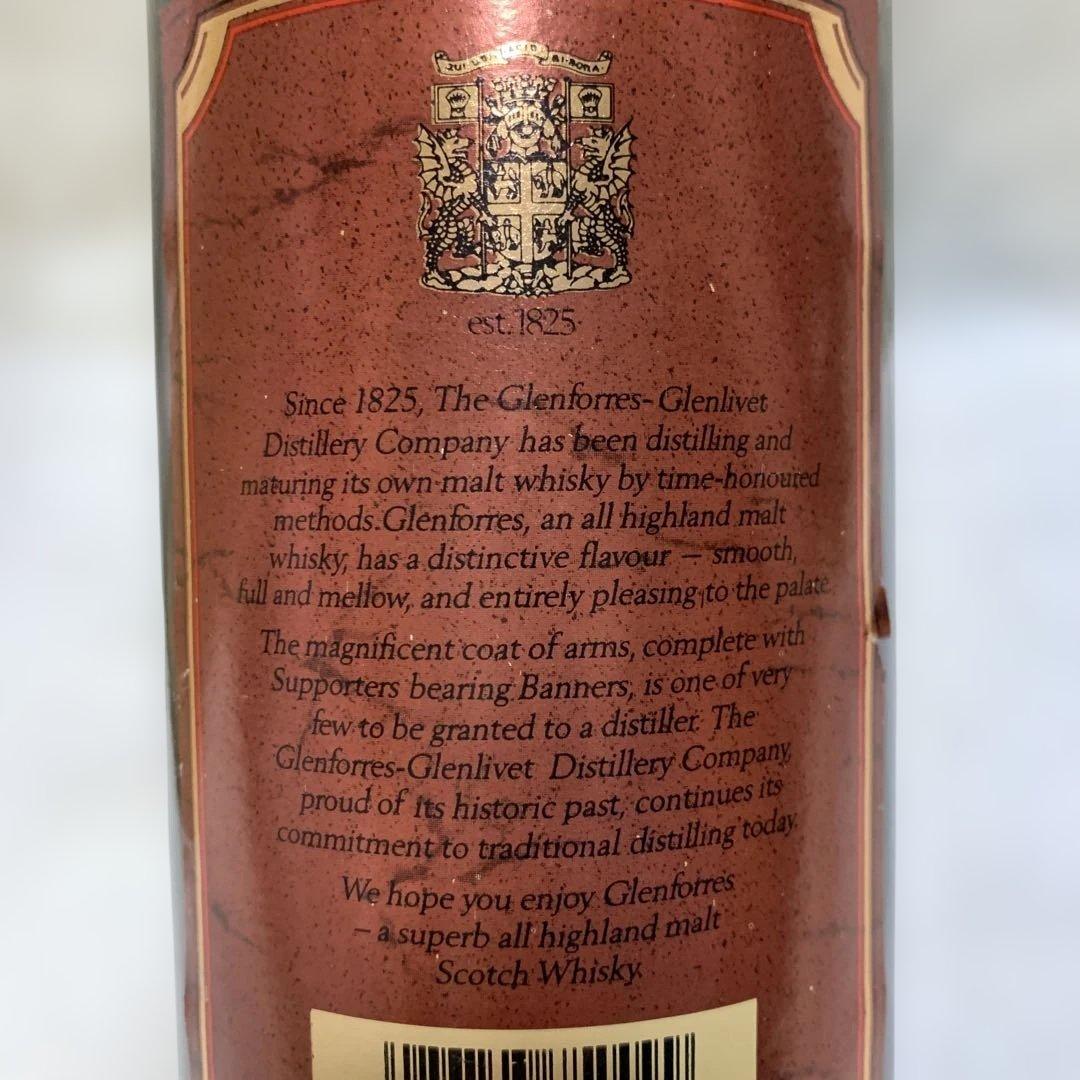 est. 1825
Since 1825, The Glenforres-Glenlivet
Distillery Company has been distilling and
maturing its own malt whisky by time-honoured
methods. Glenforres, an all highland malt
whisky, has a distinctive flavour – smooth,
full and mellow, and entirely pleasing to the palate
The magnificent coat of arms, complete with
Supporters bearing Banners, is one of very
few to be granted to a distiller. The
Glenforres-Glenlivet Distillery Company,
proud of its historic past, continues its
commitment to traditional distilling today.
We hope you enjoy Glenforres
– a superb all highland malt
Scotch Whisky.